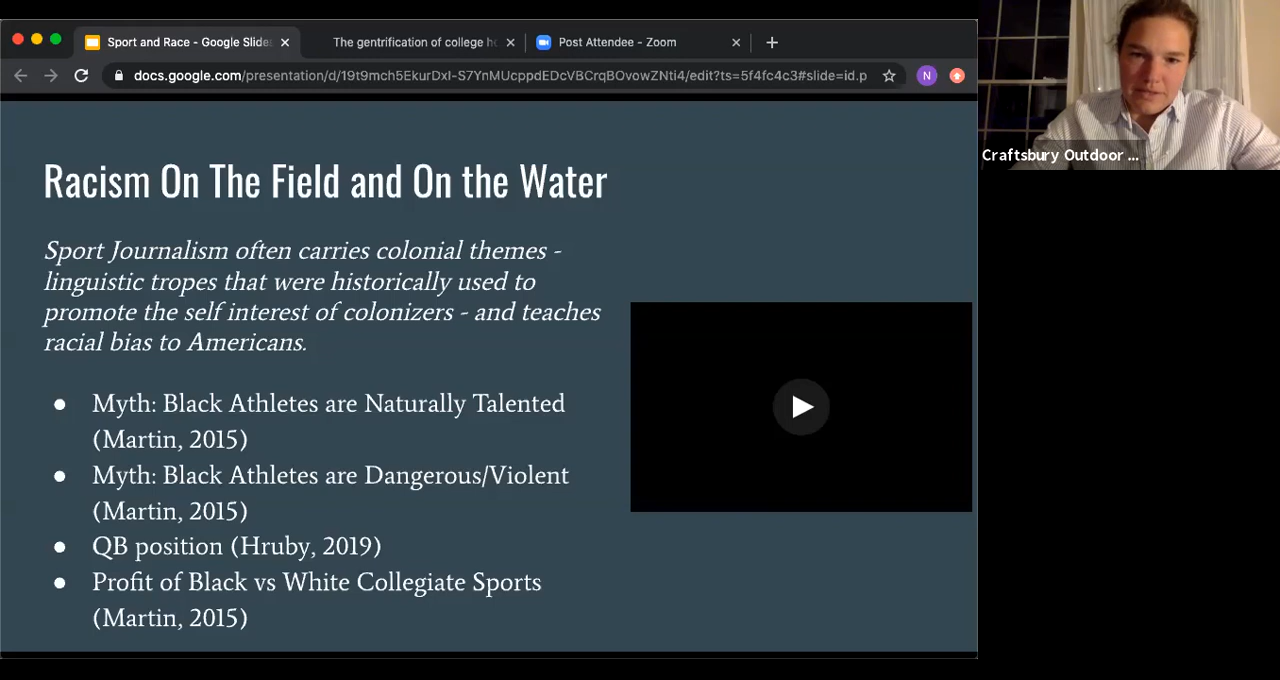 Sport and Race - Google Slides
The gentrification of college h
Post Attendee - Zoom
docs.google.com/presentation/d/19t9mch5EkurDxI-S7YnMUcppdEDcVBCrqBOvowZNti4/edit?ts=5f4fc4c3#slide=id.p
N
Craftsbury Outdoor ...
Racism On The Field and On the Water
Sport Journalism often carries colonial themes -
linguistic tropes that were historically used to
promote the self interest of colonizers - and teaches
racial bias to Americans.
● Myth: Black Athletes are Naturally Talented
(Martin, 2015)
● Myth: Black Athletes are Dangerous/Violent
(Martin, 2015)
● QB position (Hruby, 2019)
● Profit of Black vs White Collegiate Sports
(Martin, 2015)